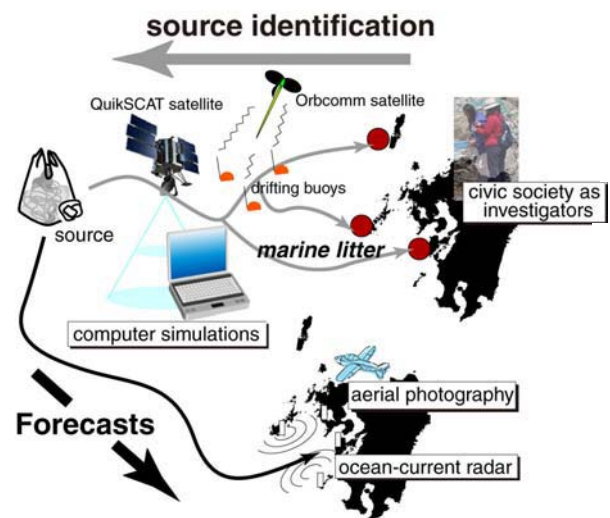 source identification
QuikSCAT satellite
Orbcomm satellite
drifting buoys
source
civic society as
investigators
marine litter
computer simulations
Forecasts
aerial photography
ocean-current radar